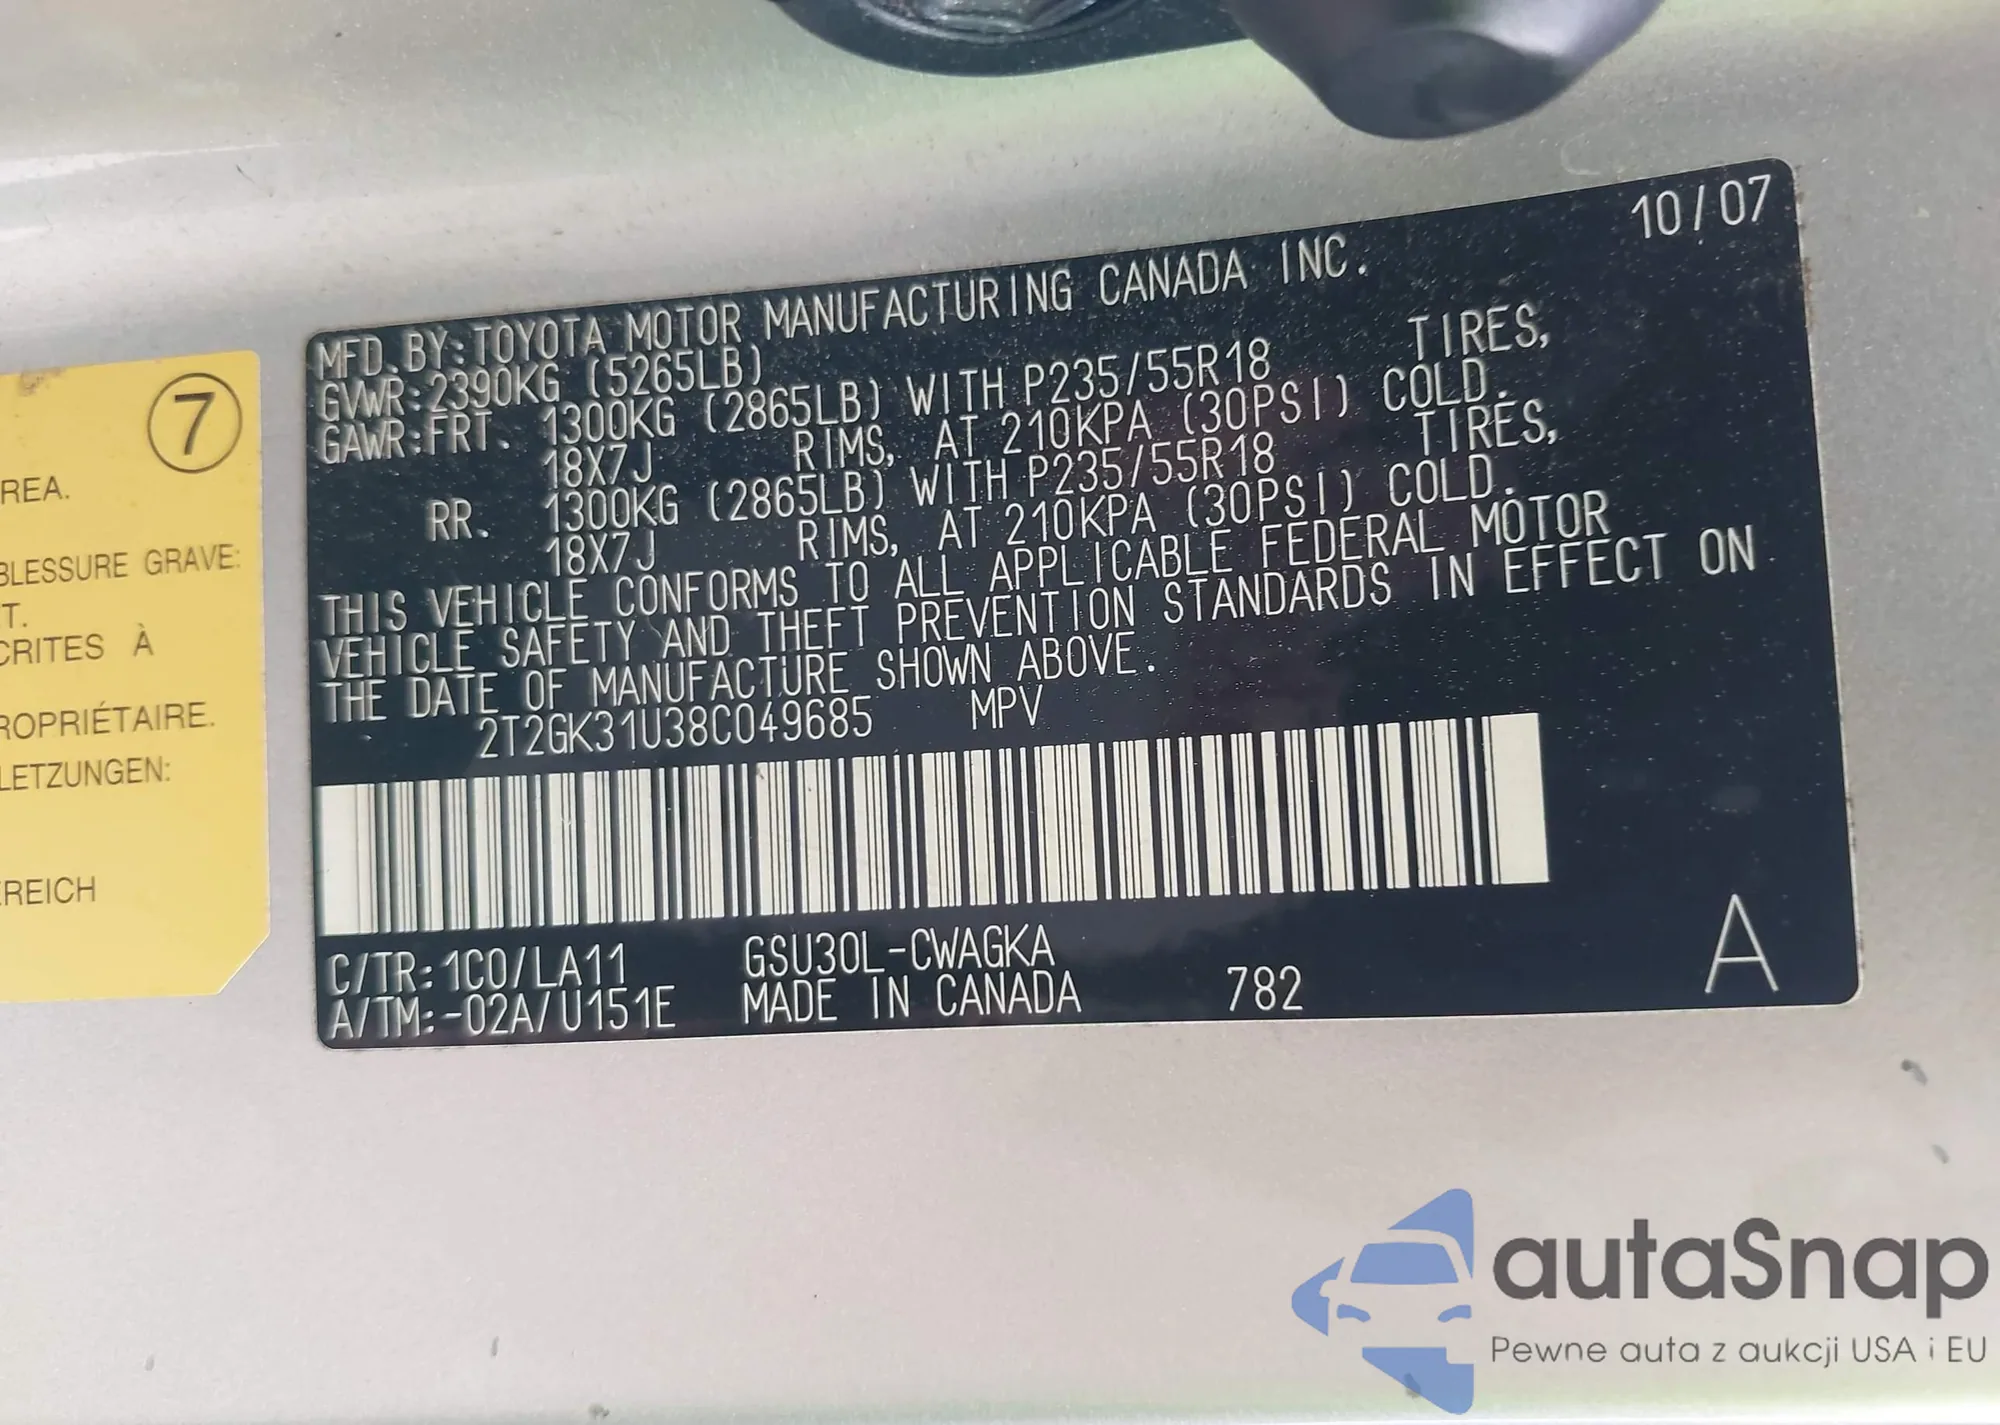 7
REA.
BLESSURE GRAVE:
T.
CRITES À
ROPRIÉTAIRE.
LETZUNGEN:
EREICH
10/07
MFD. BY: TOYOTA MOTOR MANUFACTURING CANADA INC.
GVWR: 2390KG (5265LB)
GAWR: FRT. 1300KG (2865LB) WITH P235/55R18 TIRES,
18X7J RIMS, AT 210KPA (30PSI) COLD.
RR. 1300KG (2865LB) WITH P235/55R18 TIRES,
18X7J RIMS, AT 210KPA (30PSI) COLD.
THIS VEHICLE CONFORMS TO ALL APPLICABLE FEDERAL MOTOR
VEHICLE SAFETY AND THEFT PREVENTION STANDARDS IN EFFECT ON
THE DATE OF MANUFACTURE SHOWN ABOVE.
2T2GK31U38C049685 MPV
C/TR: 1C0/LA11 GSU30L-CWAGKA
A/TM: -02A/U151E MADE IN CANADA 782 A
autaSnap
Pewne auta z aukcji USA i EU